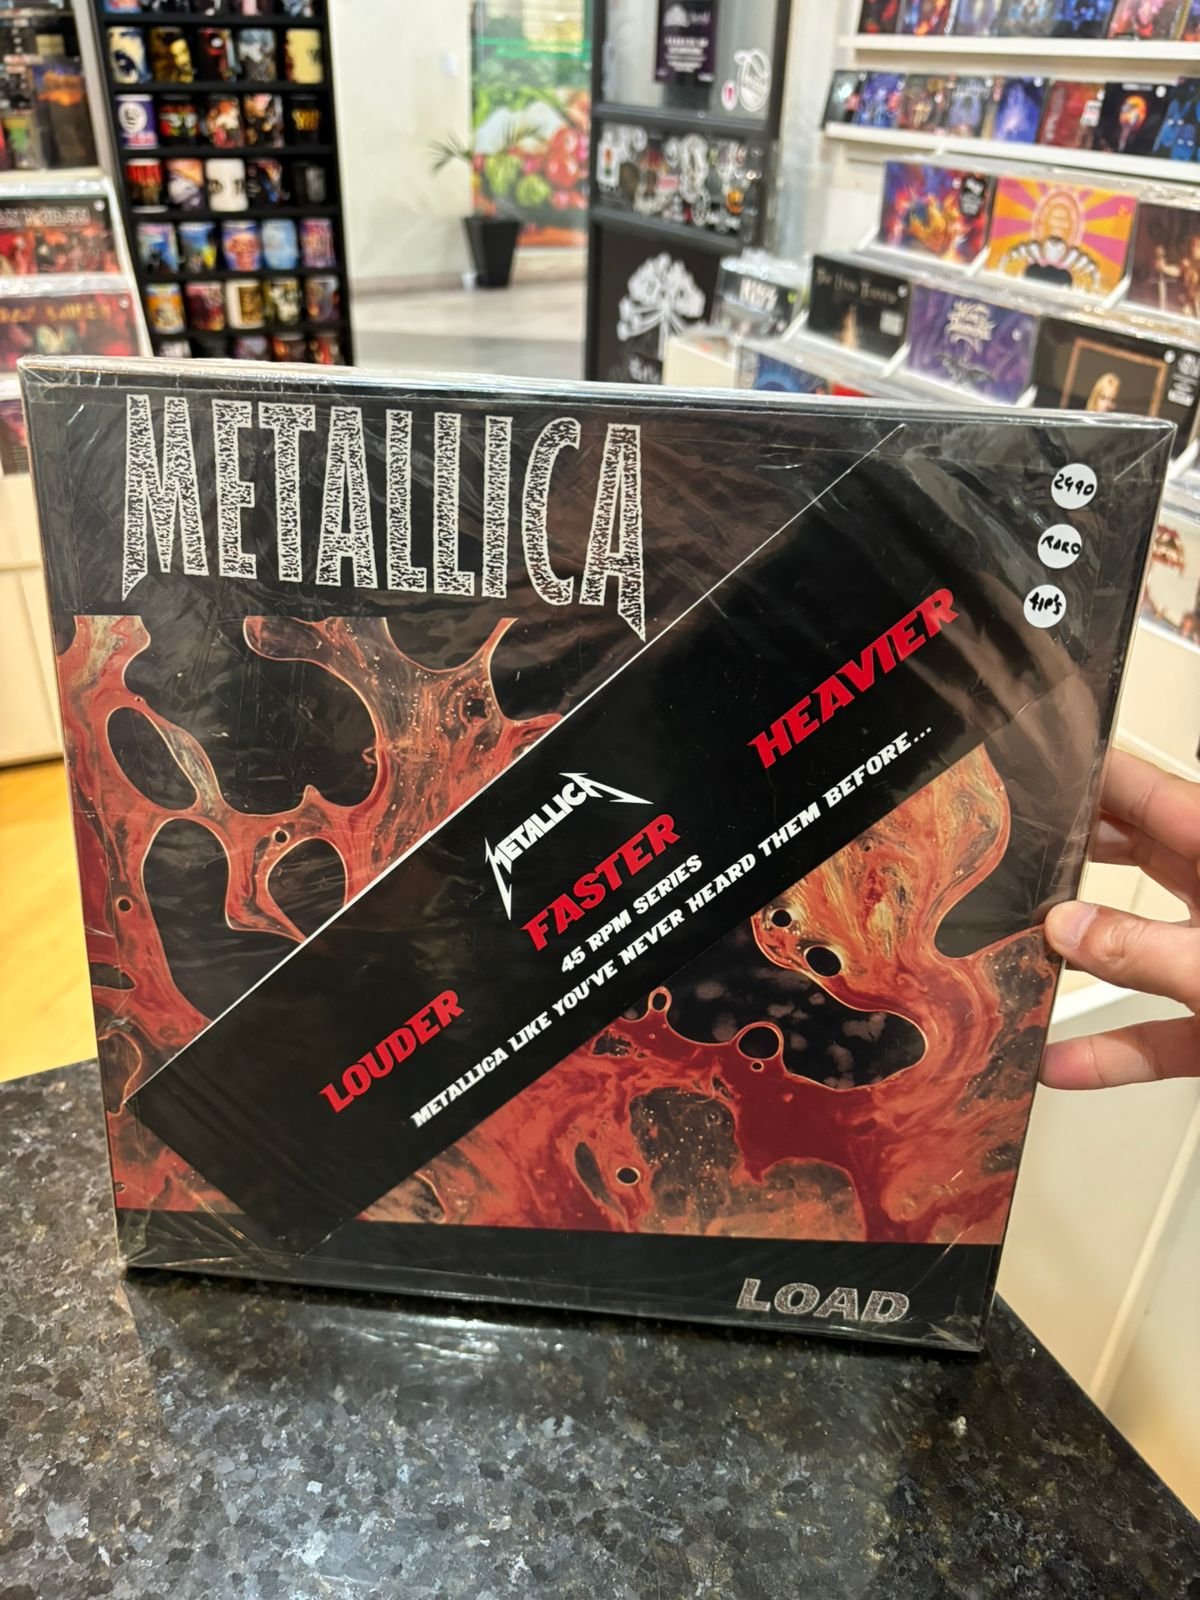 METALLICA
2490
RARO
4LP's
HEAVIER
METALLICA
FASTER
45 RPM SERIES
LOUDER
METALLICA LIKE YOU'VE NEVER HEARD THEM BEFORE...
LOAD